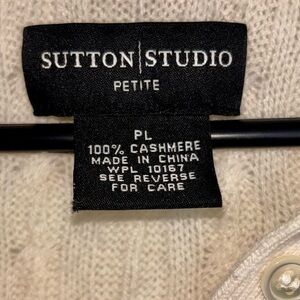 SUTTON|STUDIO
PETITE
PL
100% CASHMERE
MADE IN CHINA
WPL 10167
SEE REVERSE
FOR CARE